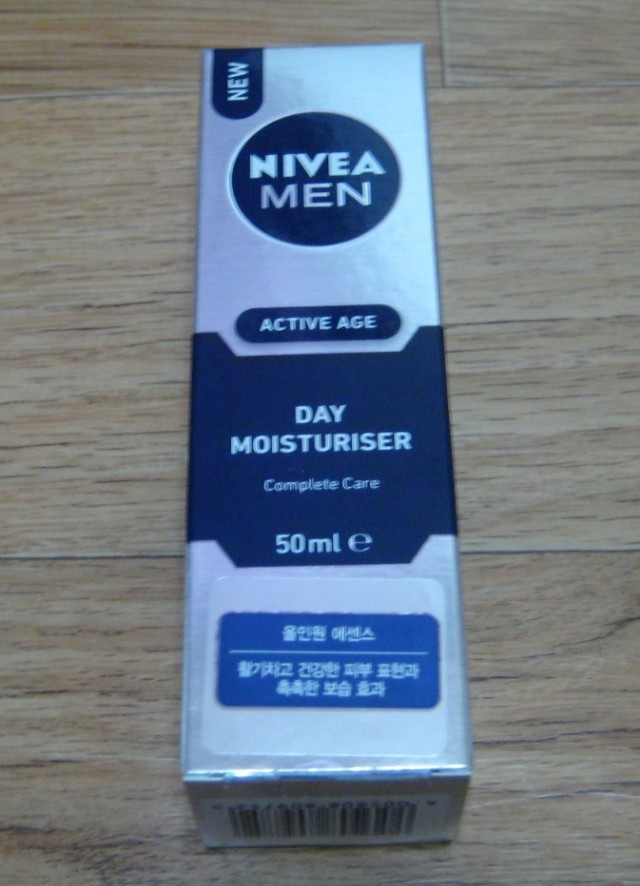 NEW
NIVEA
MEN
ACTIVE AGE
DAY
MOISTURISER
Complete Care
50ml ℮
올인원 에센스
활기차고 건강한 피부 표현과
촉촉한 보습 효과